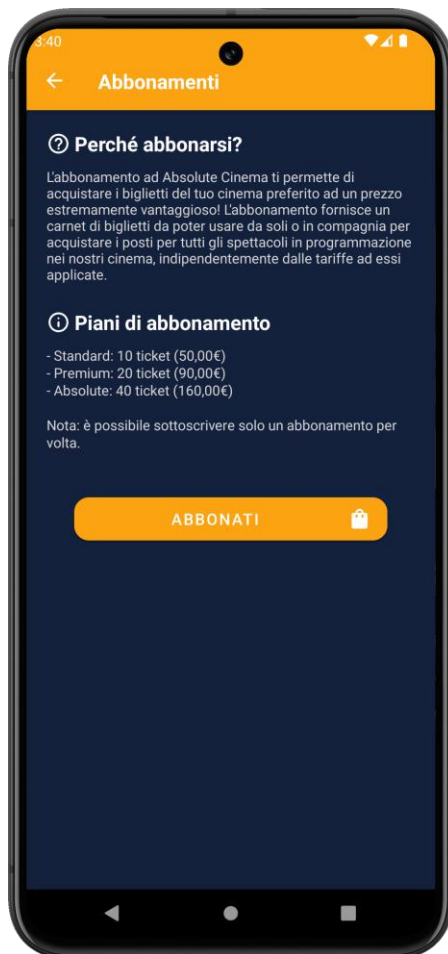 3:40
Abbonamenti
Perché abbonarsi?
L'abbonamento ad Absolute Cinema ti permette di
acquistare i biglietti del tuo cinema preferito ad un prezzo
estremamente vantaggioso! L'abbonamento fornisce un
carnet di biglietti da poter usare da soli o in compagnia per
acquistare i posti per tutti gli spettacoli in programmazione
nei nostri cinema, indipendentemente dalle tariffe ad essi
applicate.
Piani di abbonamento
- Standard: 10 ticket (50,00€)
- Premium: 20 ticket (90,00€)
- Absolute: 40 ticket (160,00€)
Nota: è possibile sottoscrivere solo un abbonamento per
volta.
ABBONATI